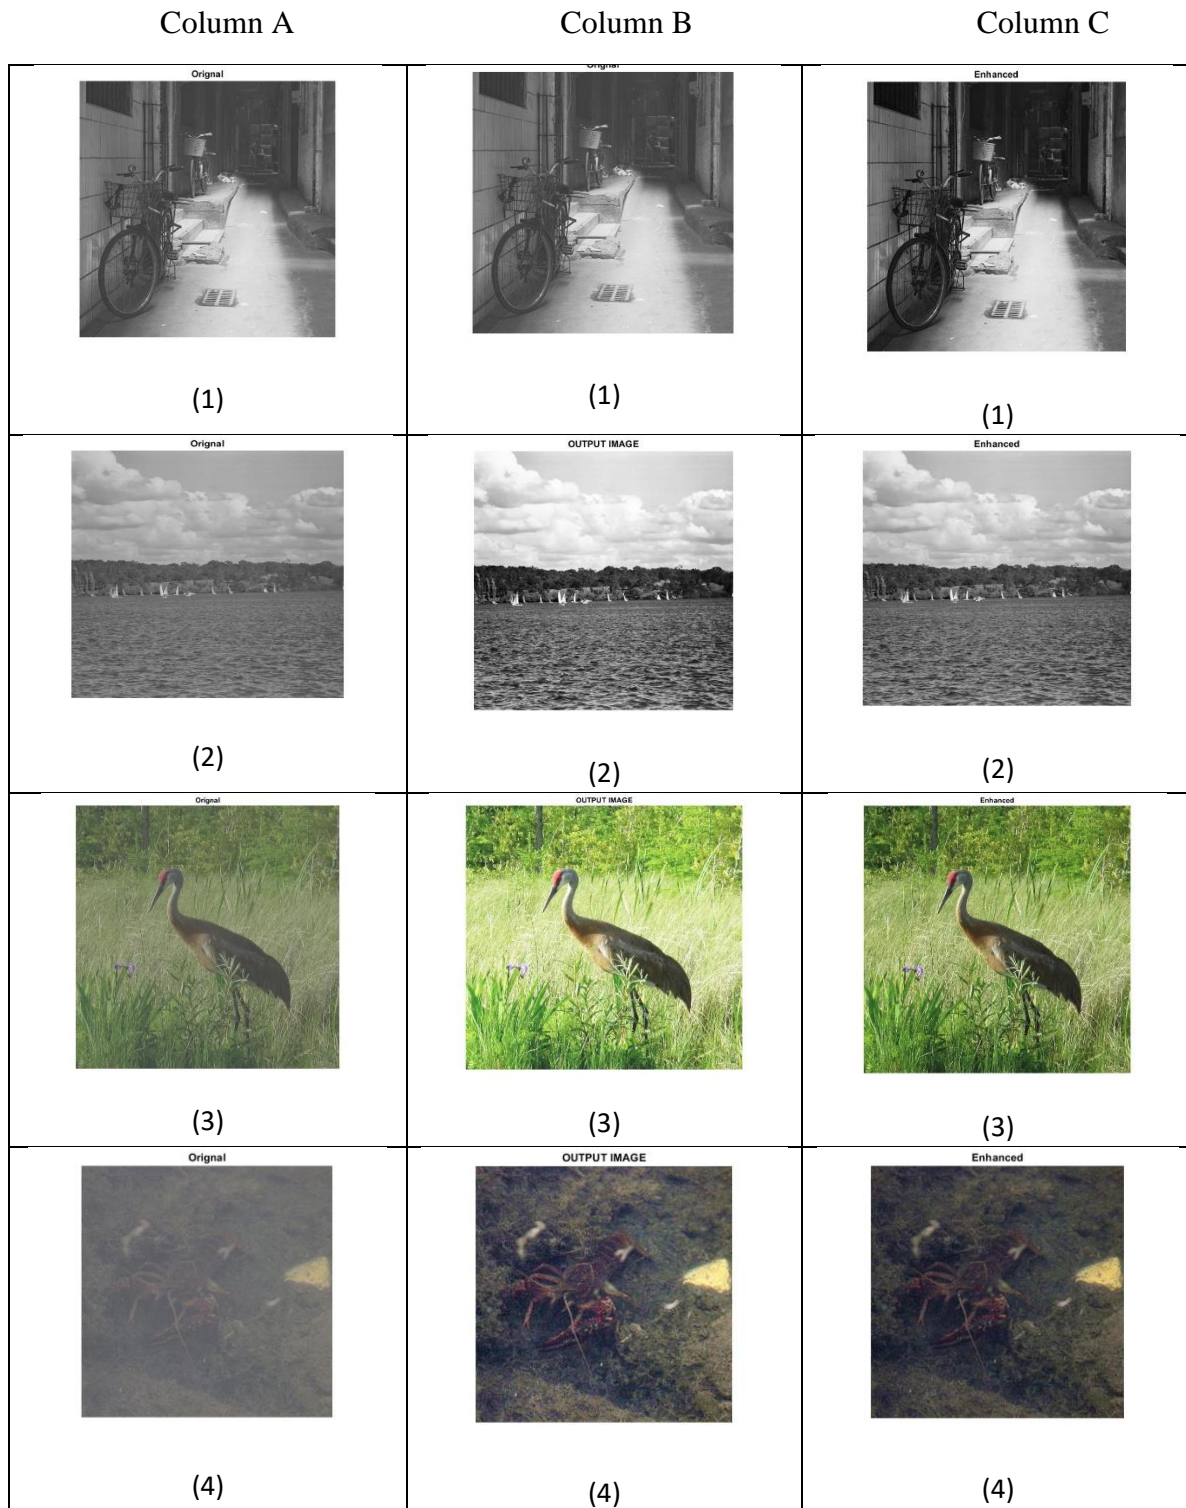 Column A Column B Column C
Orignal Orignal Enhanced
(1) (1) (1)
Orignal OUTPUT IMAGE Enhanced
(2) (2) (2)
Orignal OUTPUT IMAGE Enhanced
(3) (3) (3)
Orignal OUTPUT IMAGE Enhanced
(4) (4) (4)